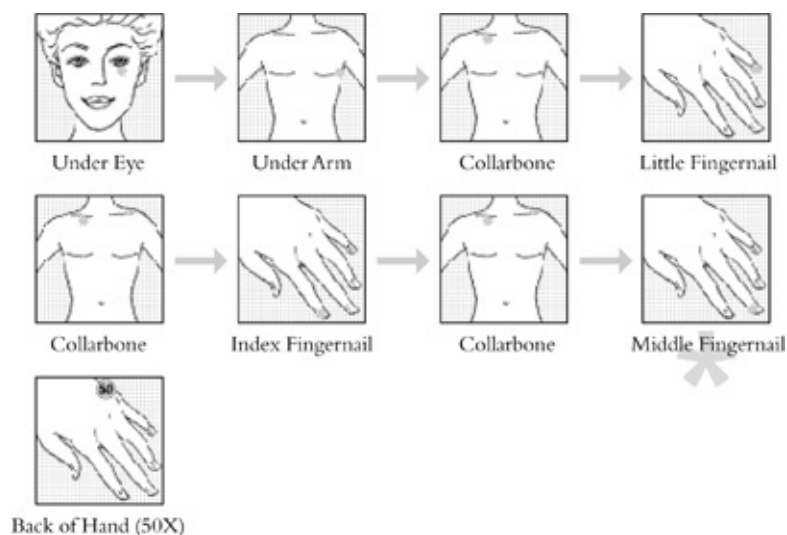 Under Eye
Under Arm
Collarbone
Little Fingernail
Collarbone
Index Fingernail
Collarbone
Middle Fingernail
*
50
Back of Hand (50X)